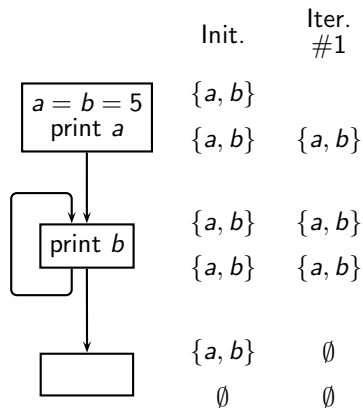 Init.
Iter.
#1
a = b = 5
print a
{a, b}
{a, b} {a, b}
{a, b} {a, b}
print b
{a, b} {a, b}
{a, b} ∅
∅ ∅